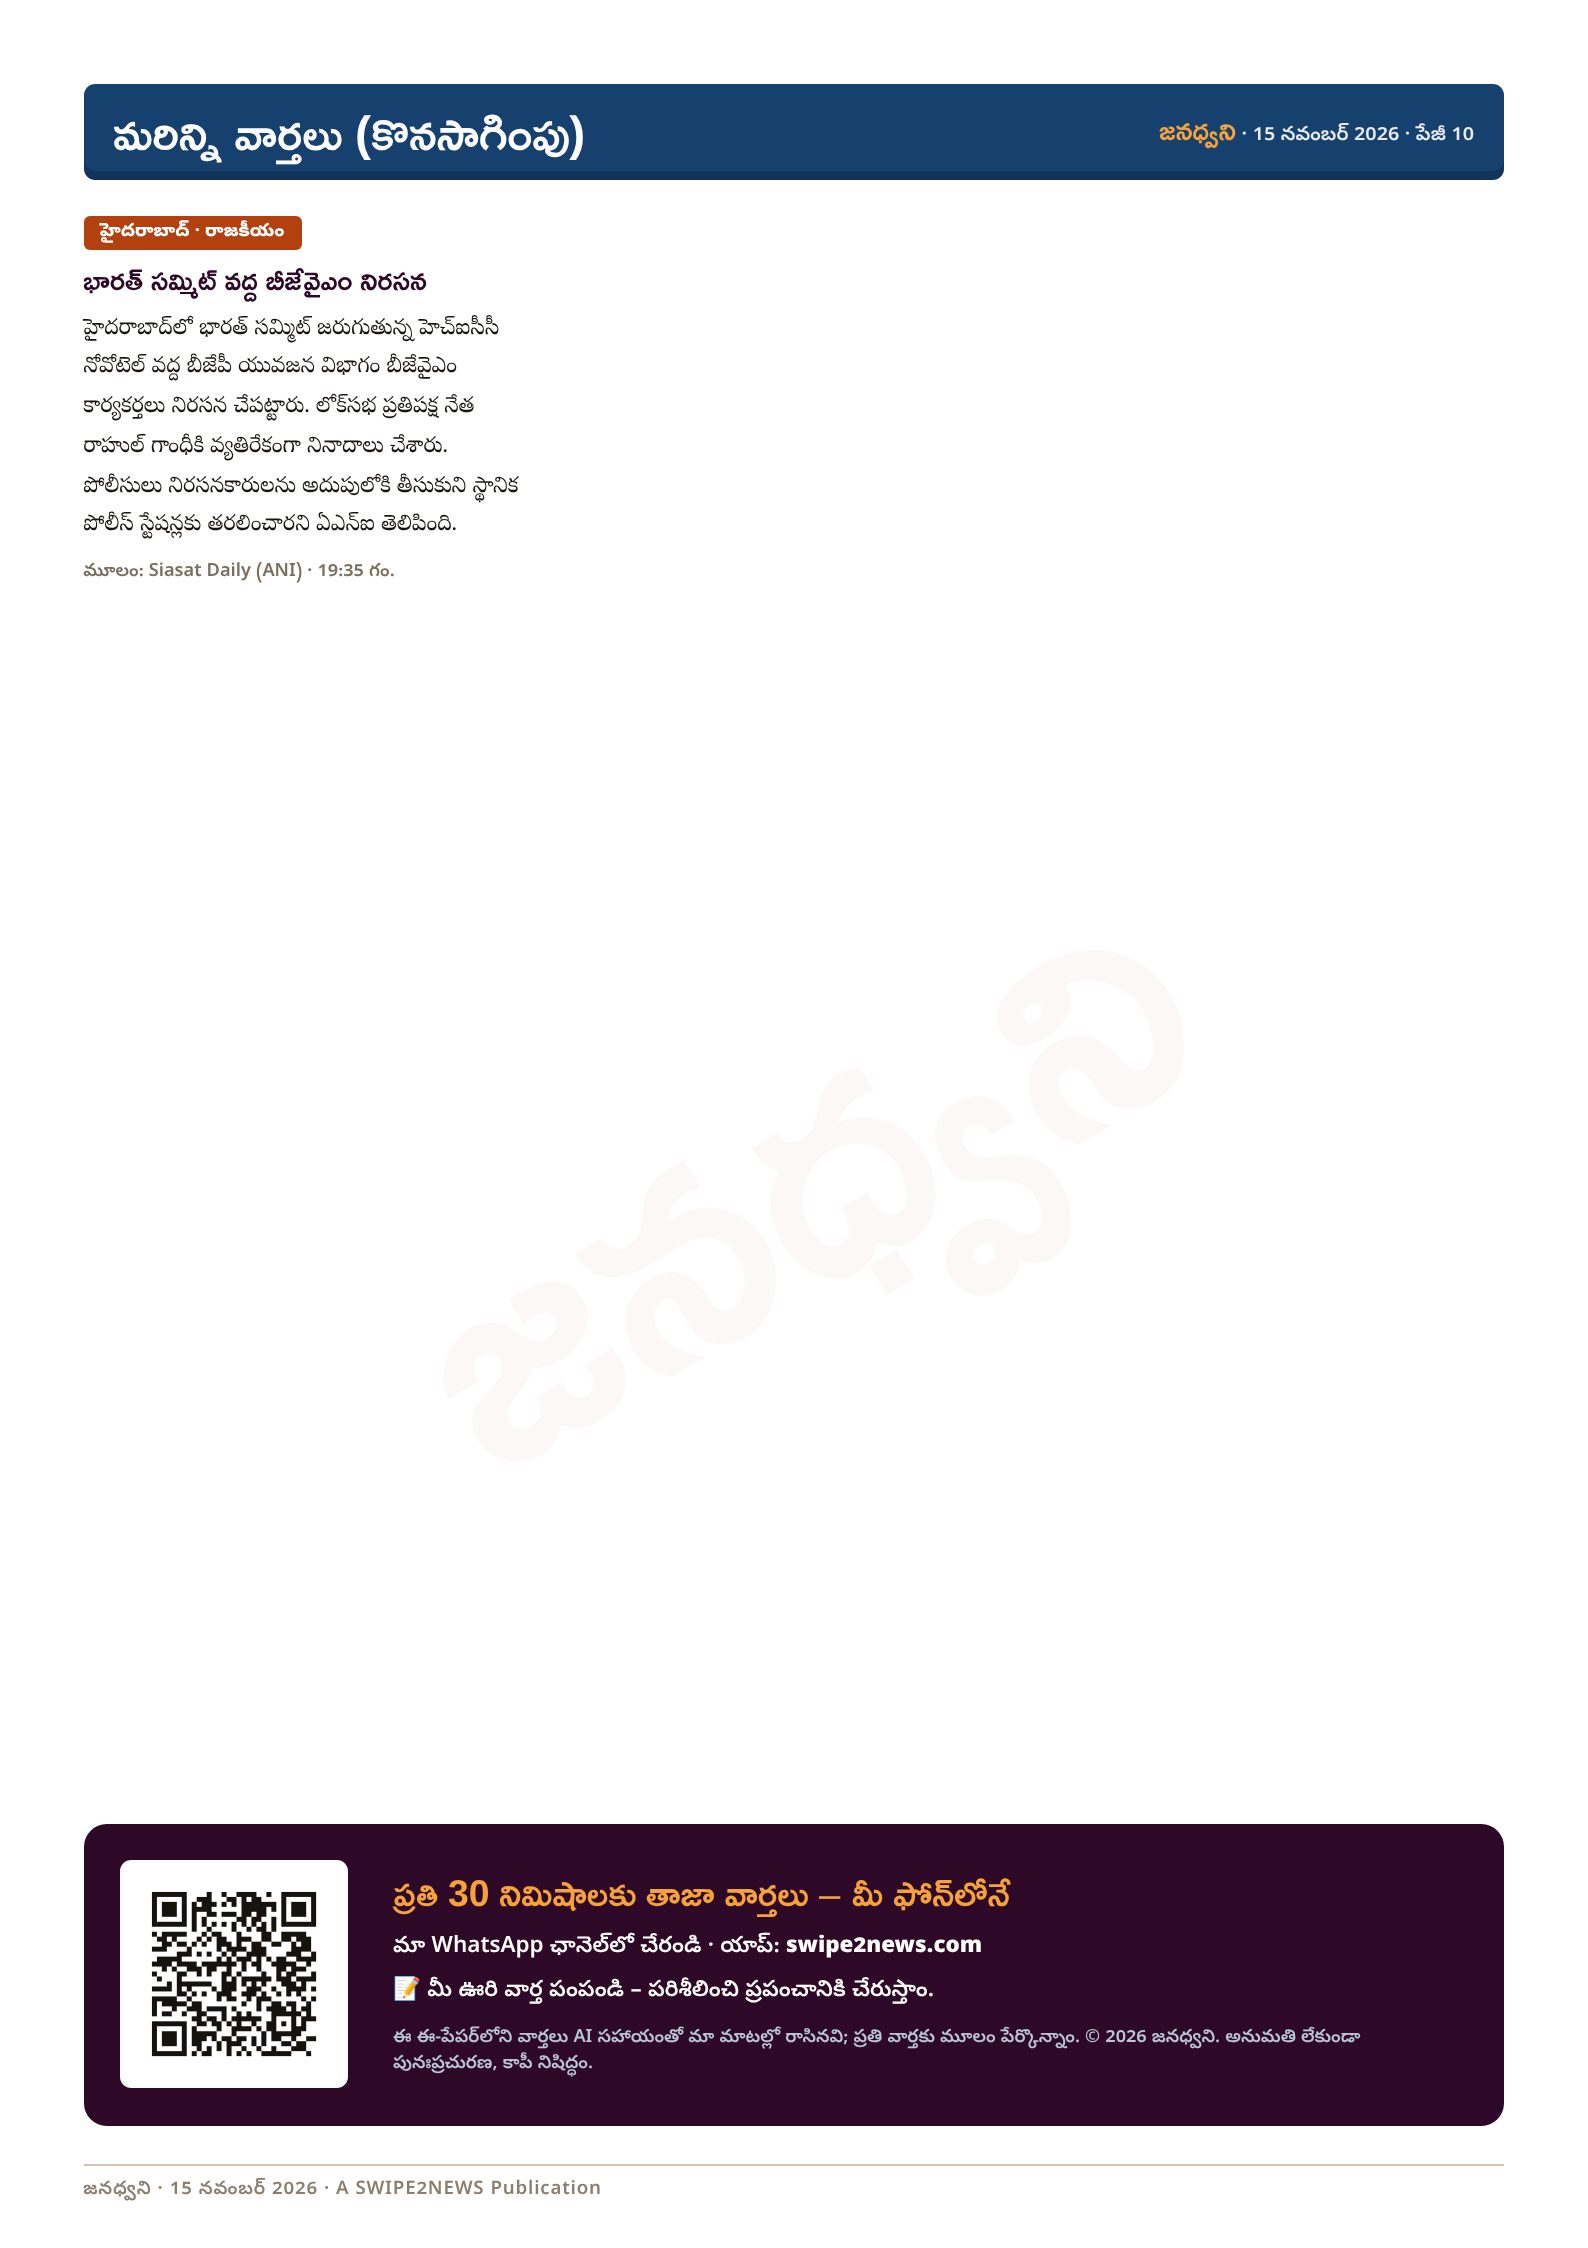 మరిన్ని వార్తలు (కొనసాగింపు)
జనధ్వని · 15 నవంబర్ 2026 · పేజీ 10
హైదరాబాద్ · రాజకీయం
భారత్ సమ్మిట్ వద్ద బీజేవైఎం నిరసన
హైదరాబాద్‌లో భారత్ సమ్మిట్ జరుగుతున్న హెచ్ఐసీసీ
నోవోటెల్ వద్ద బీజేపీ యువజన విభాగం బీజేవైఎం
కార్యకర్తలు నిరసన చేపట్టారు. లోక్‌సభ ప్రతిపక్ష నేత
రాహుల్ గాంధీకి వ్యతిరేకంగా నినాదాలు చేశారు.
పోలీసులు నిరసనకారులను అదుపులోకి తీసుకుని స్థానిక
పోలీస్ స్టేషన్లకు తరలించారని ఏఎన్ఐ తెలిపింది.
మూలం: Siasat Daily (ANI) · 19:35 గం.
జనధ్వని
ప్రతి 30 నిమిషాలకు తాజా వార్తలు — మీ ఫోన్‌లోనే
మా WhatsApp ఛానెల్‌లో చేరండి · యాప్: swipe2news.com
📝 మీ ఊరి వార్త పంపండి – పరిశీలించి ప్రపంచానికి చేరుస్తాం.
ఈ ఈ-పేపర్‌లోని వార్తలు AI సహాయంతో మా మాటల్లో రాసినవి; ప్రతి వార్తకు మూలం పేర్కొన్నాం. © 2026 జనధ్వని. అనుమతి లేకుండా
పునఃప్రచురణ, కాపీ నిషిద్ధం.
జనధ్వని · 15 నవంబర్ 2026 · A SWIPE2NEWS Publication